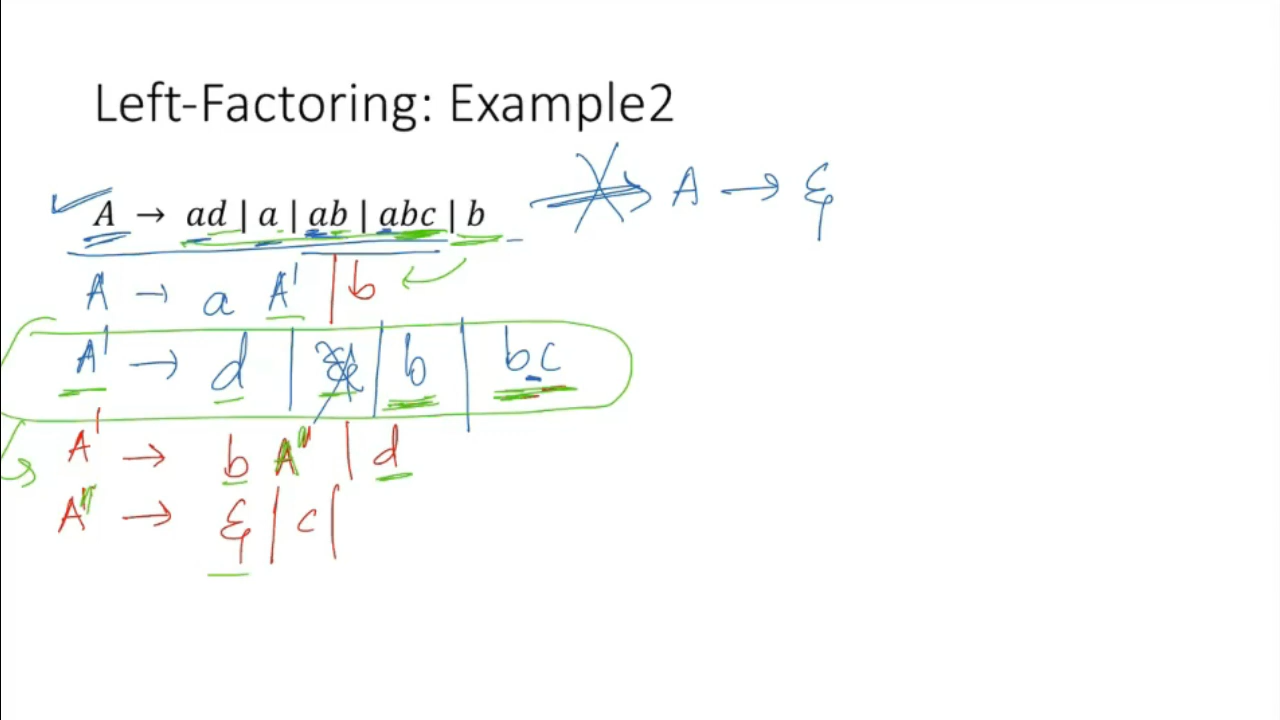 Left-Factoring: Example2
A → ad | a | ab | abc | b ⇒ A → ε
A → a A' | b
A' → d | ε | b | bc
A' → b A'' | d
A'' → ε | c |